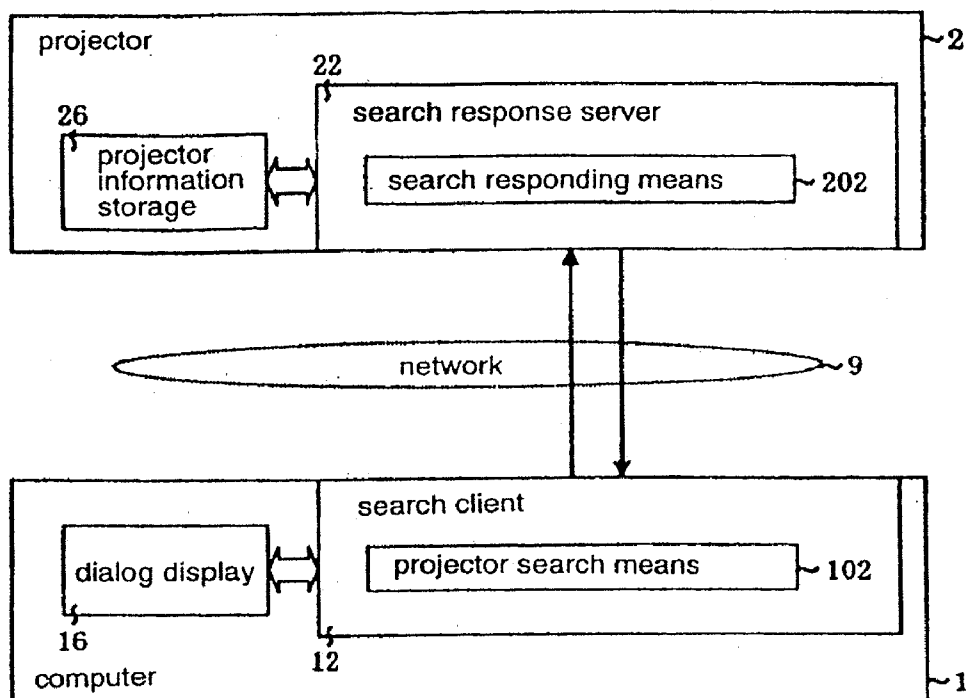 projector
2
22
search response server
26
projector
information
storage
search responding means
202
network
9
search client
dialog display
projector search means
102
16
12
computer
1